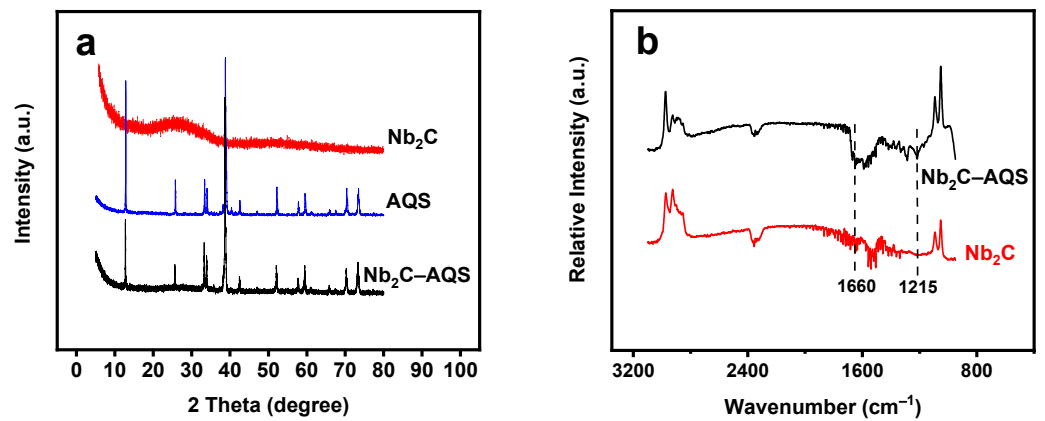 a
Intensity (a.u.)
Nb₂C
AQS
Nb₂C–AQS
0 10 20 30 40 50 60 70 80 90 100
2 Theta (degree)
b
Relative Intensity (a.u.)
Nb₂C–AQS
Nb₂C
1660 1215
3200 2400 1600 800
Wavenumber (cm⁻¹)